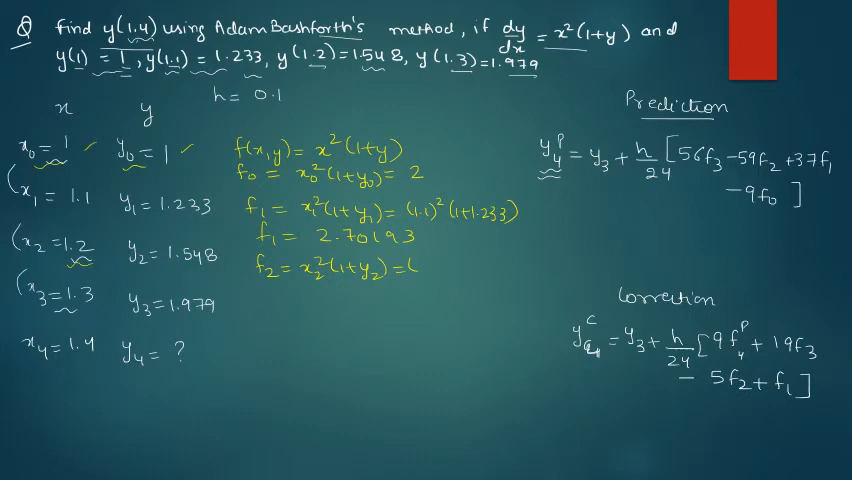 Q Find y(1.4) using Adam Bashforth's method, if dy/dx = x²(1+y) and
y(1) = 1, y(1.1) = 1.233, y(1.2) = 1.548, y(1.3) = 1.979
h = 0.1
x y
x₀ = 1 y₀ = 1
x₁ = 1.1 y₁ = 1.233
x₂ = 1.2 y₂ = 1.548
x₃ = 1.3 y₃ = 1.979
x₄ = 1.4 y₄ = ?
f(x,y) = x²(1+y)
f₀ = x₀²(1+y₀) = 2
f₁ = x₁²(1+y₁) = (1.1)²(1+1.233)
f₁ = 2.70193
f₂ = x₂²(1+y₂) = (
Prediction
y₄ᴾ = y₃ + h/24 [56f₃ - 59f₂ + 37f₁
- 9f₀ ]
Correction
y₄ᶜ = y₃ + h/24 [9f₄ᴾ + 19f₃
- 5f₂ + f₁]